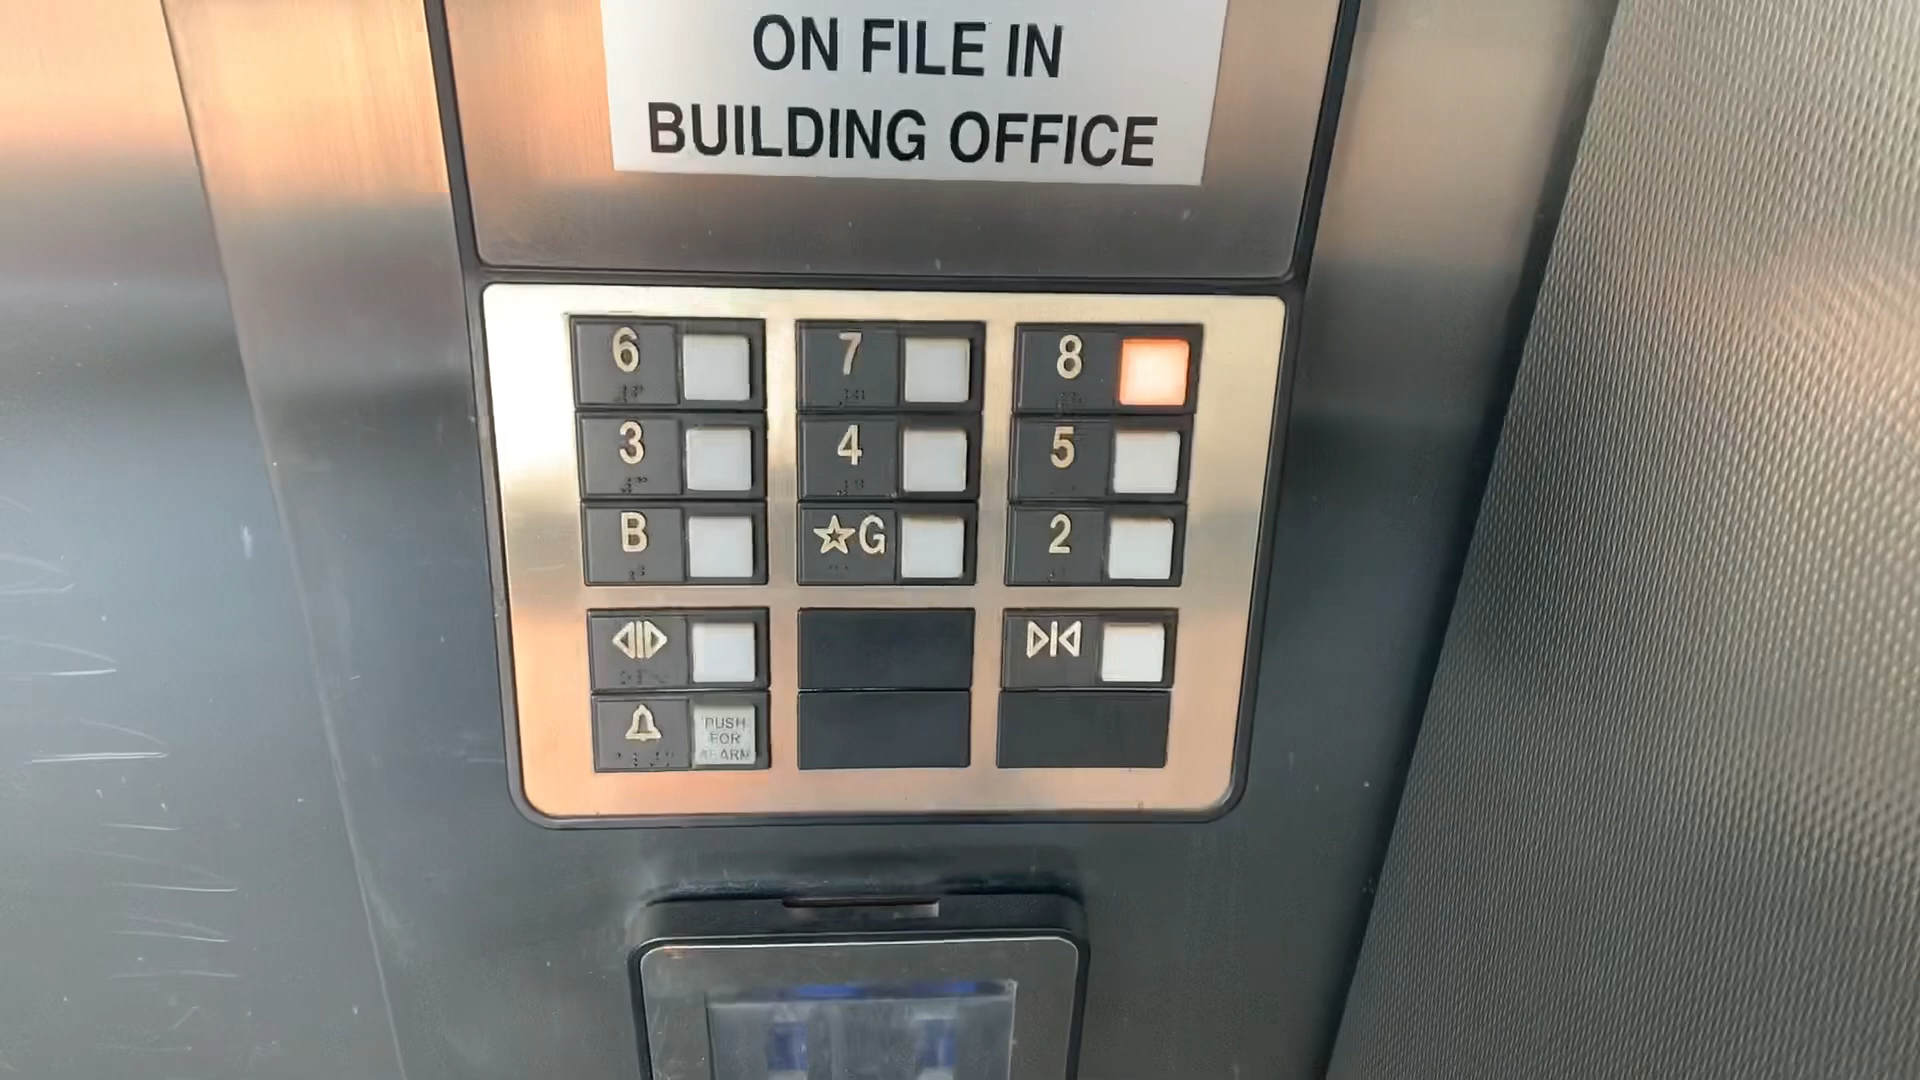 ON FILE IN
BUILDING OFFICE
6 7 8
3 4 5
B ☆G 2
PUSH
FOR
ALARM